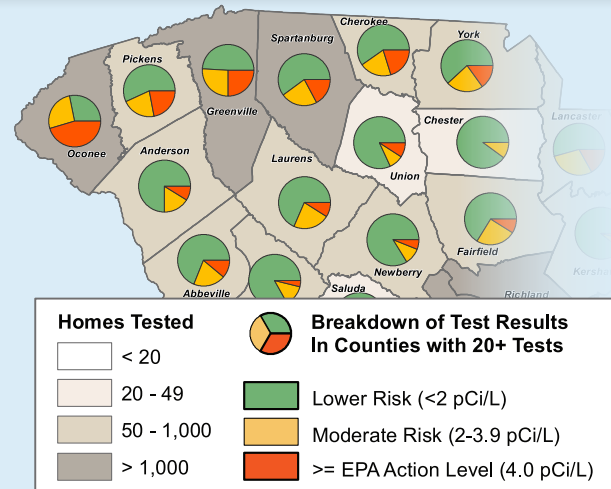 Cherokee
Spartanburg
York
Pickens
Greenville
Lancaster
Chester
Oconee
Anderson
Laurens
Union
Fairfield
Newberry
Kersha
Saluda
Abbeville
Richland
Homes Tested
< 20
20 - 49
50 - 1,000
> 1,000
Breakdown of Test Results
In Counties with 20+ Tests
Lower Risk (<2 pCi/L)
Moderate Risk (2-3.9 pCi/L)
>= EPA Action Level (4.0 pCi/L)